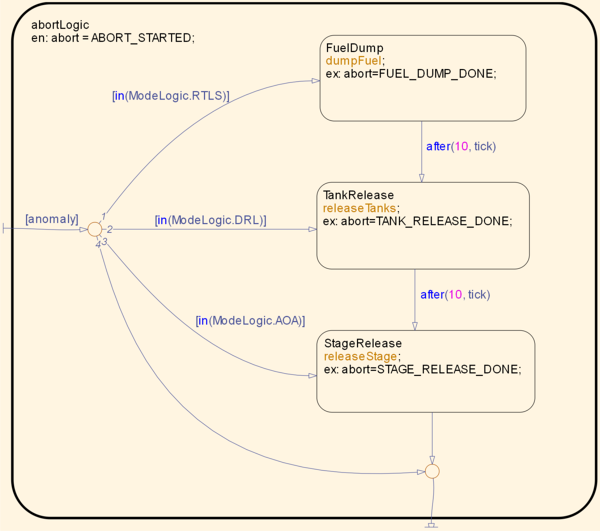 abortLogic
en: abort = ABORT_STARTED;
FuelDump
dumpFuel;
ex: abort=FUEL_DUMP_DONE;
[in(ModeLogic.RTLS)]
after(10, tick)
TankRelease
releaseTanks;
ex: abort=TANK_RELEASE_DONE;
[anomaly]
1
2
3
4
[in(ModeLogic.DRL)]
after(10, tick)
[in(ModeLogic.AOA)]
StageRelease
releaseStage;
ex: abort=STAGE_RELEASE_DONE;